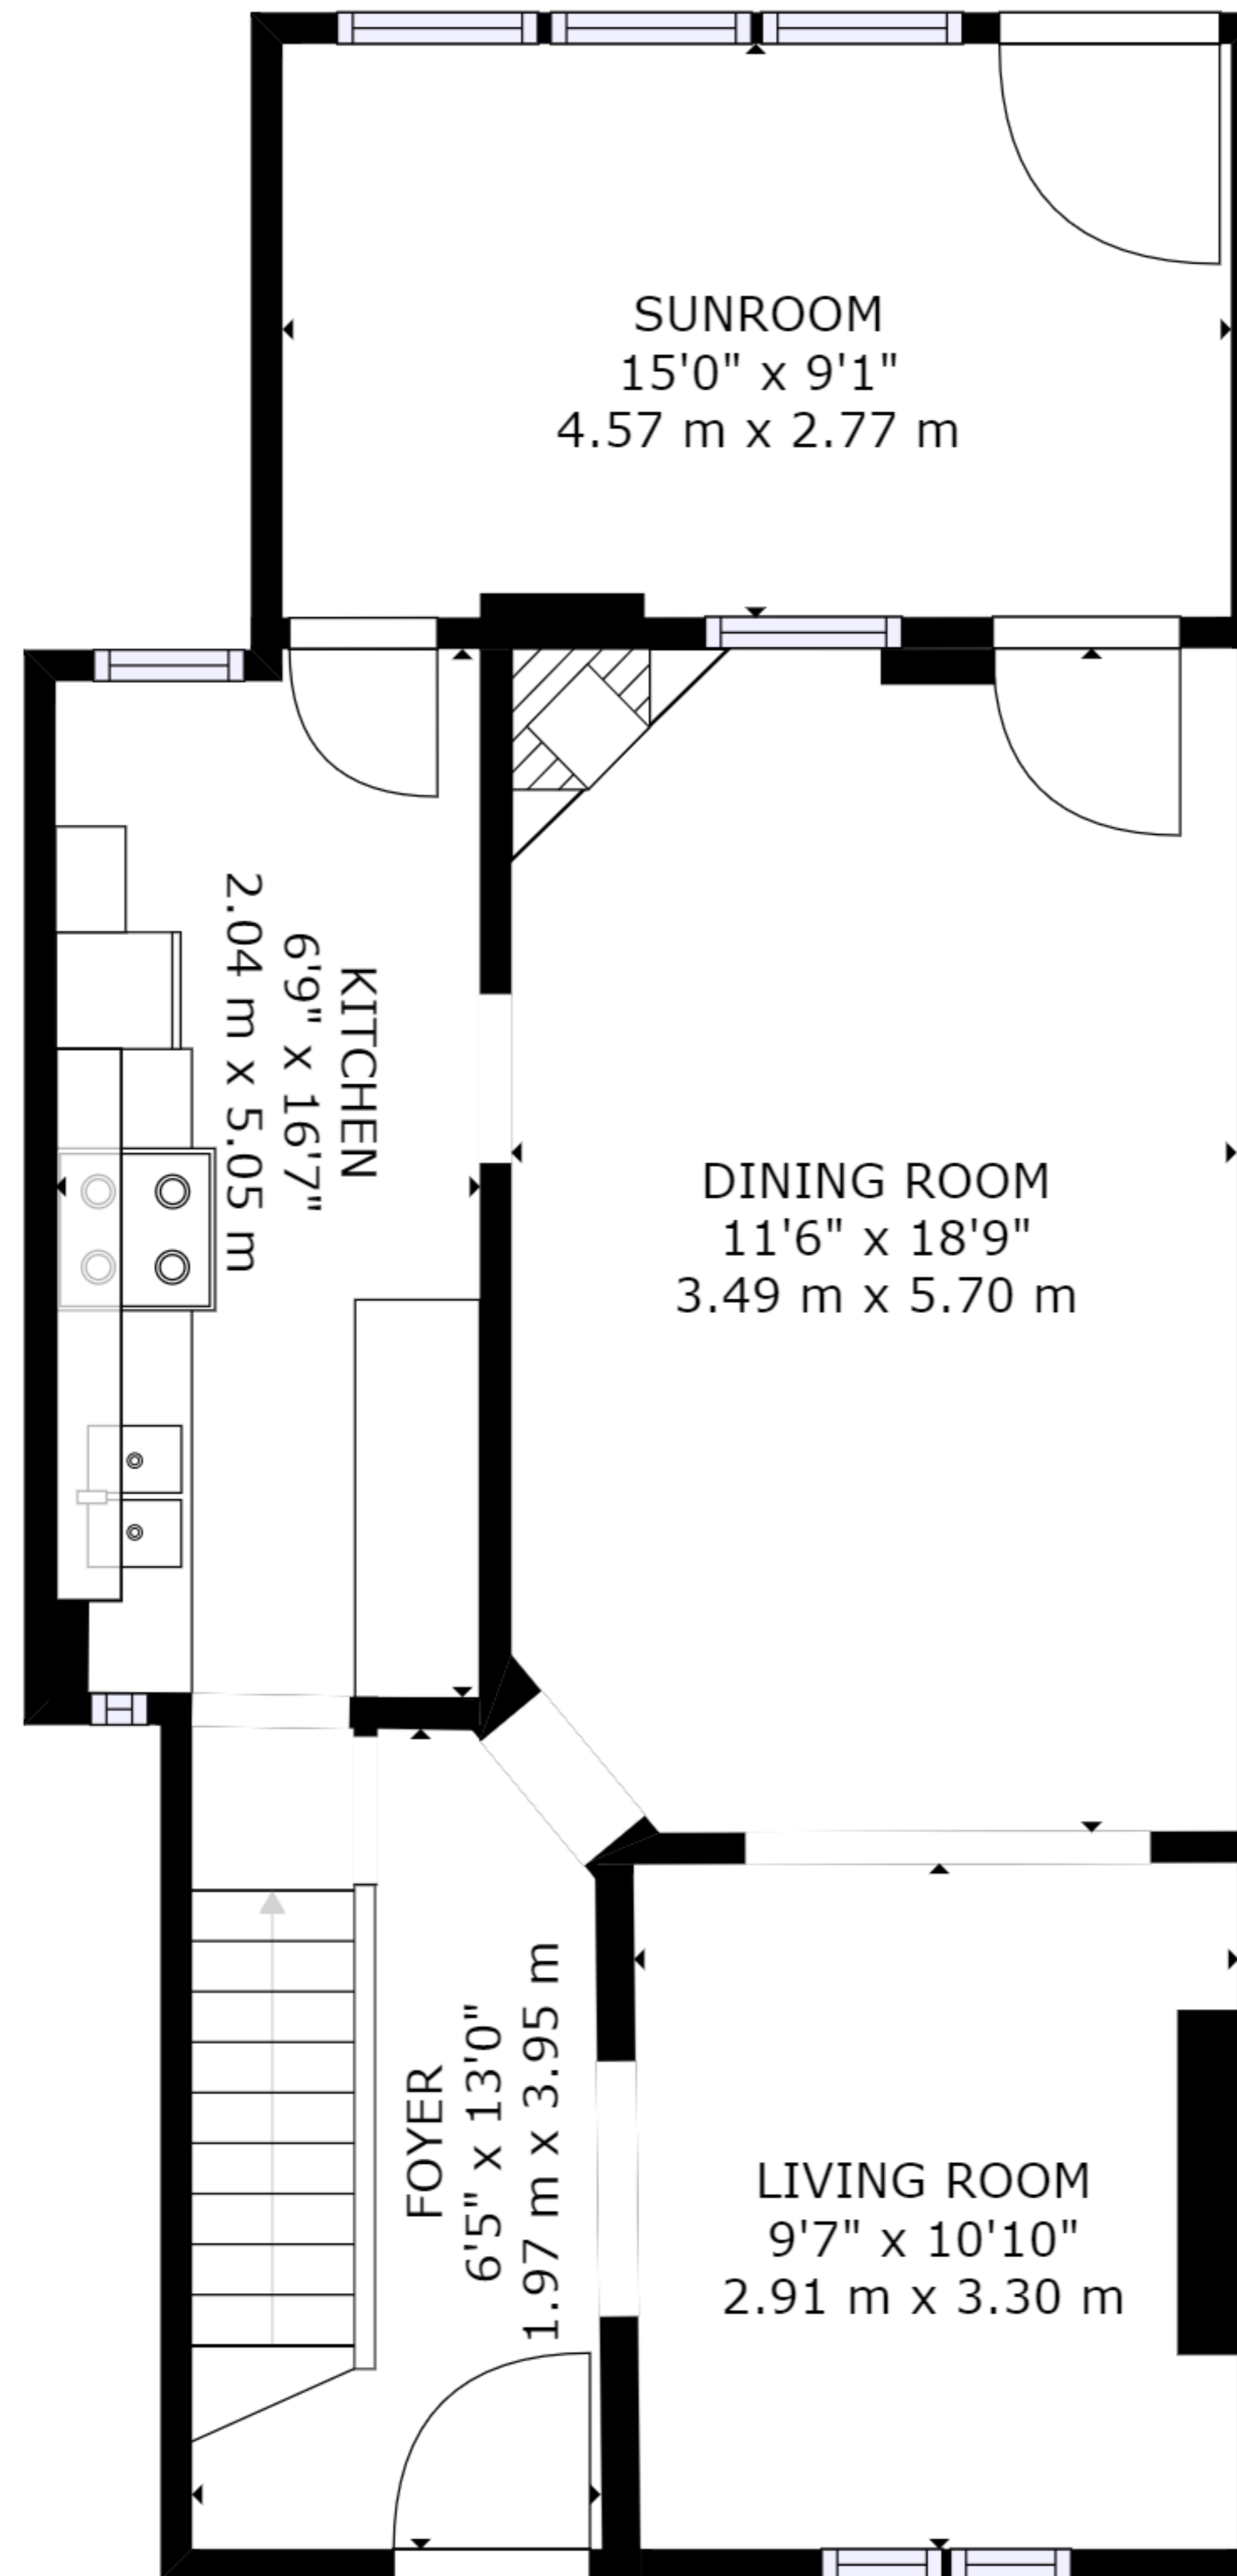 SUNROOM
15'0" x 9'1"
4.57 m x 2.77 m
KITCHEN
6'9" x 16'7"
2.04 m x 5.05 m
DINING ROOM
11'6" x 18'9"
3.49 m x 5.70 m
FOYER
6'5" x 13'0"
1.97 m x 3.95 m
LIVING ROOM
9'7" x 10'10"
2.91 m x 3.30 m